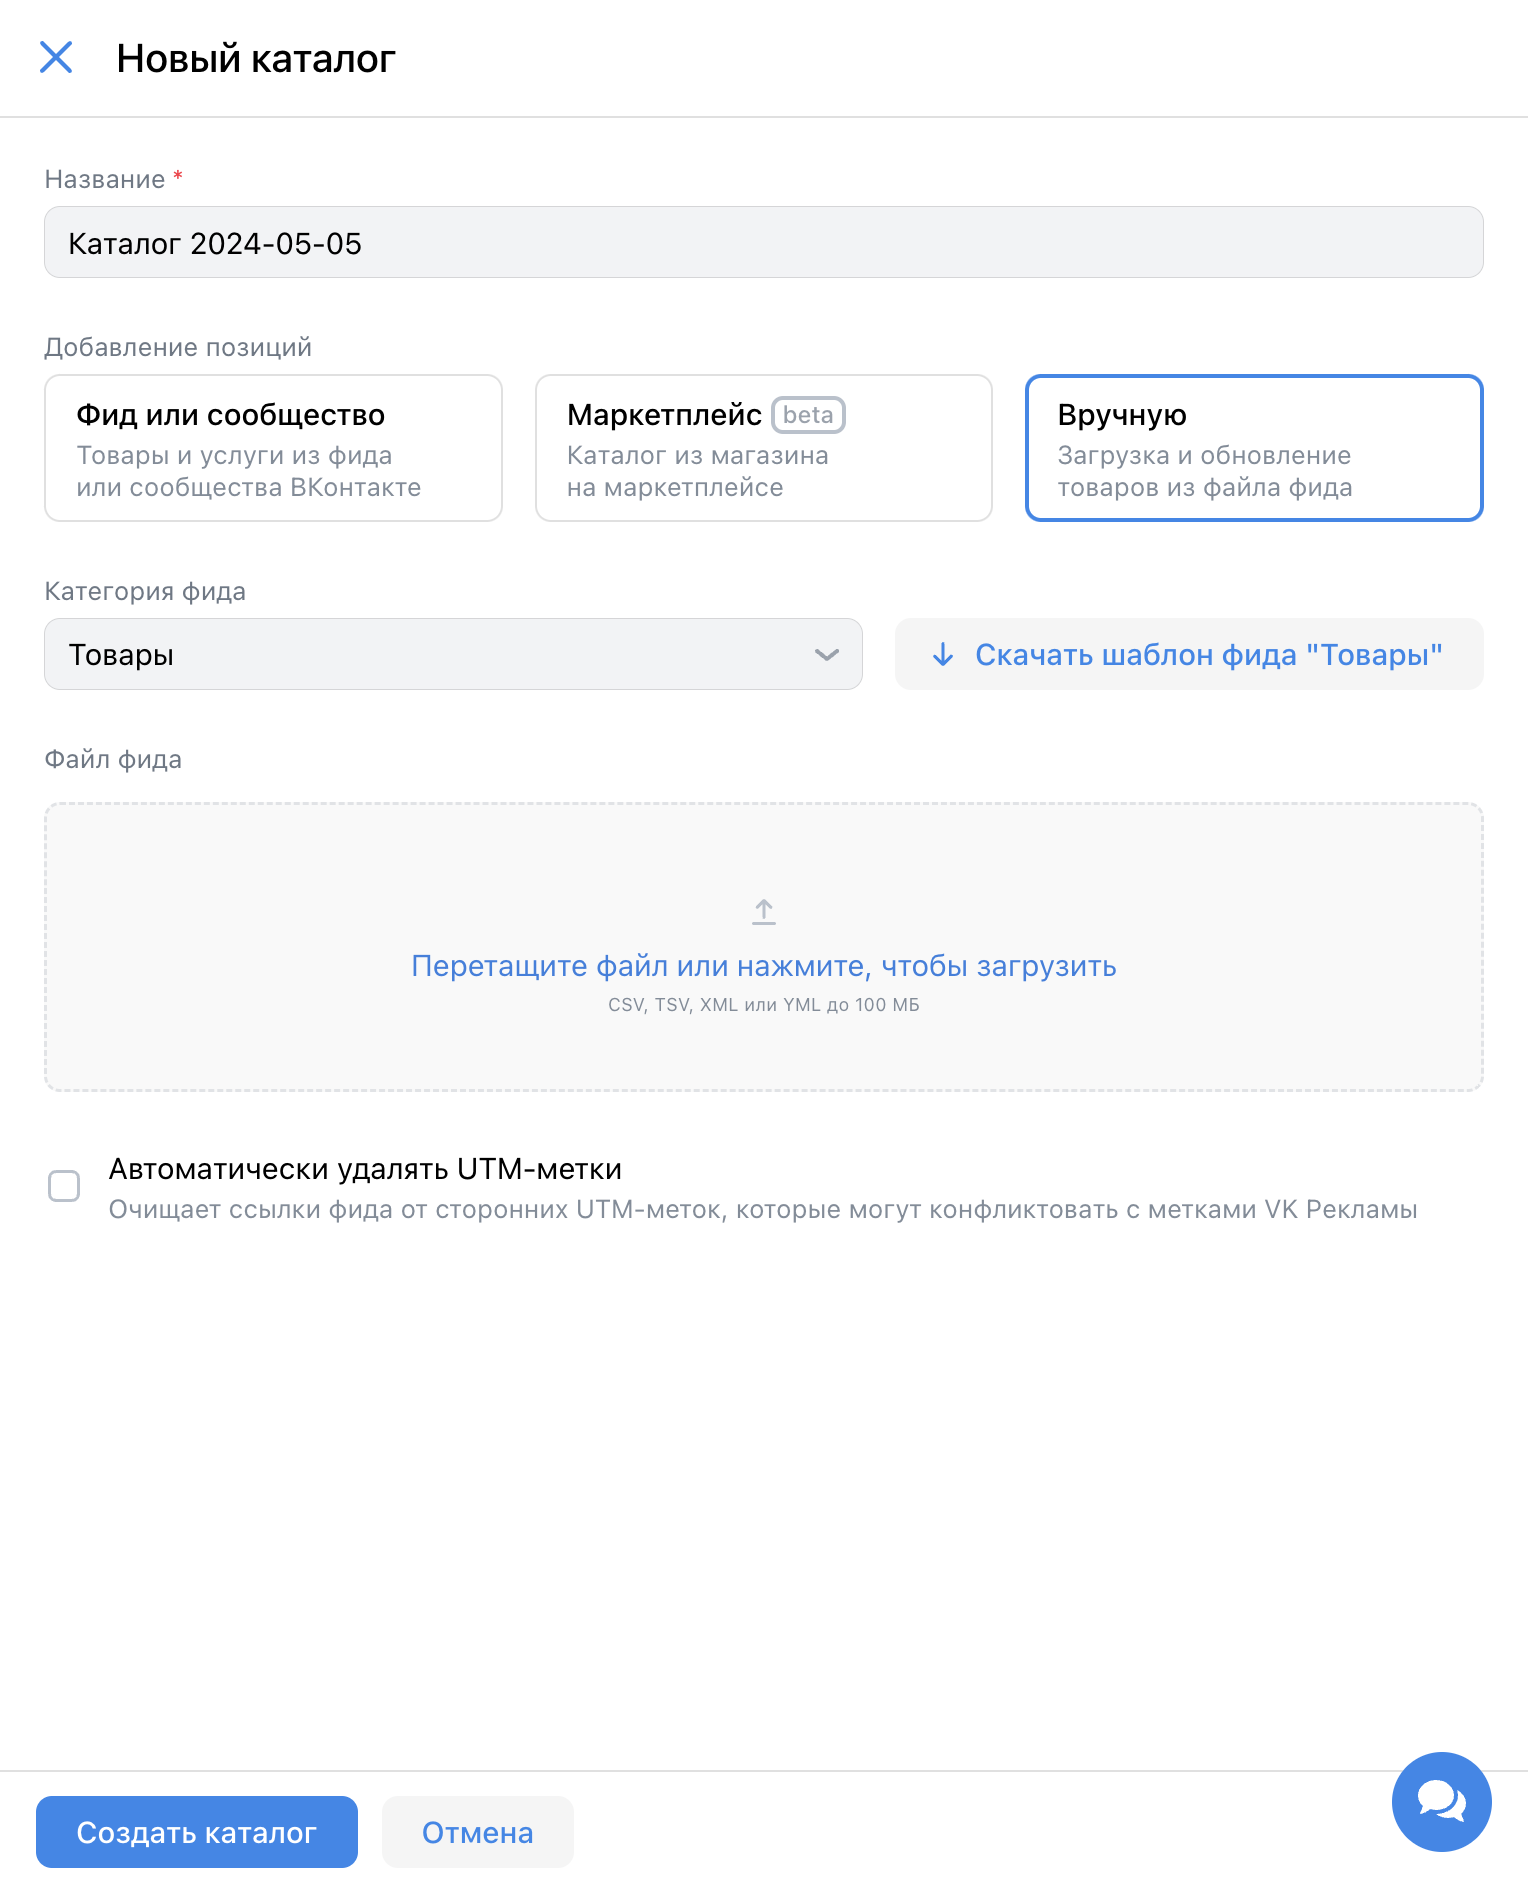 Новый каталог
Название *
Каталог 2024-05-05
Добавление позиций
Фид или сообщество
Товары и услуги из фида
или сообщества ВКонтакте
Маркетплейс beta
Каталог из магазина
на маркетплейсе
Вручную
Загрузка и обновление
товаров из файла фида
Категория фида
Товары
Скачать шаблон фида "Товары"
Файл фида
Перетащите файл или нажмите, чтобы загрузить
CSV, TSV, XML или YML до 100 МБ
Автоматически удалять UTM-метки
Очищает ссылки фида от сторонних UTM-меток, которые могут конфликтовать с метками VK Рекламы
Создать каталог
Отмена